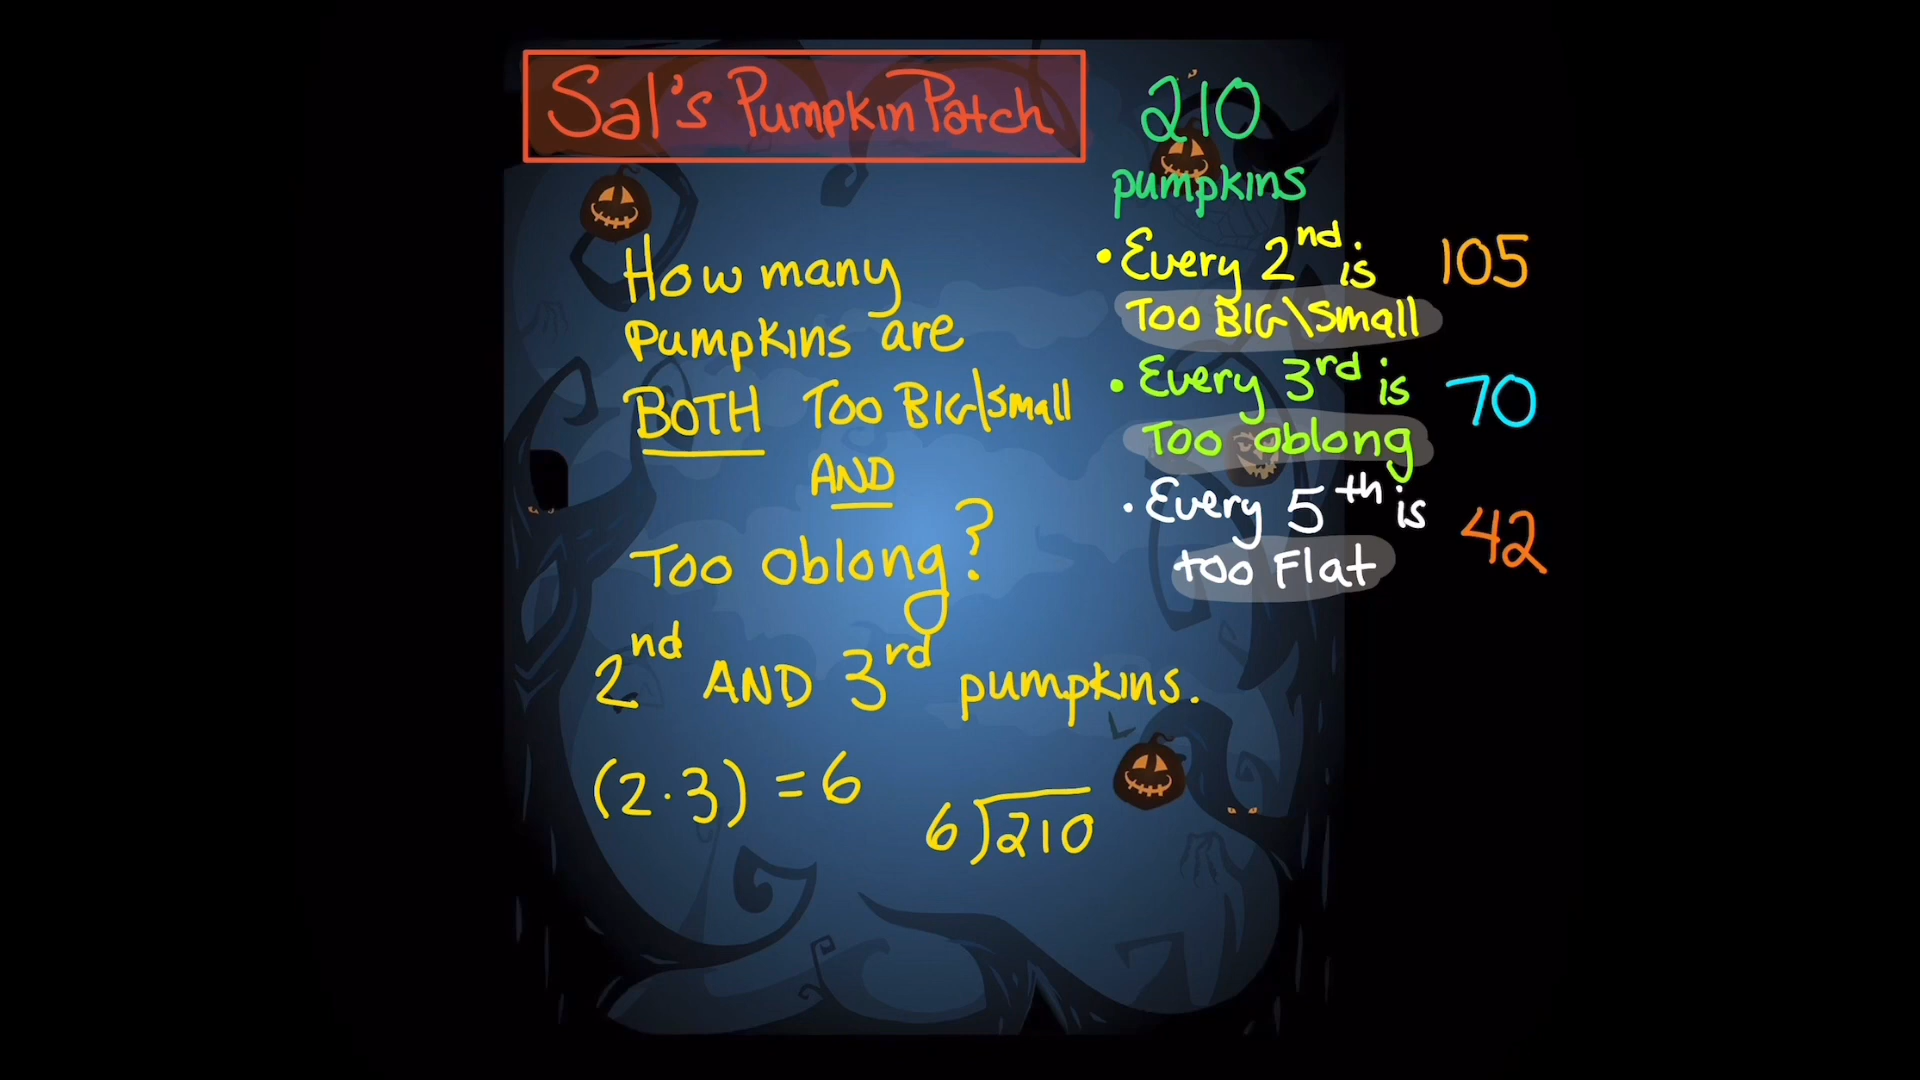 Sal's Pumpkin Patch
210
pumpkins
• Every 2nd is 105
Too BIG\Small
• Every 3rd is 70
Too Oblong
• Every 5th is 42
too Flat
How many
Pumpkins are
BOTH Too BIG|Small
AND
Too Oblong?
2nd AND 3rd pumpkins.
(2·3) = 6
6)210